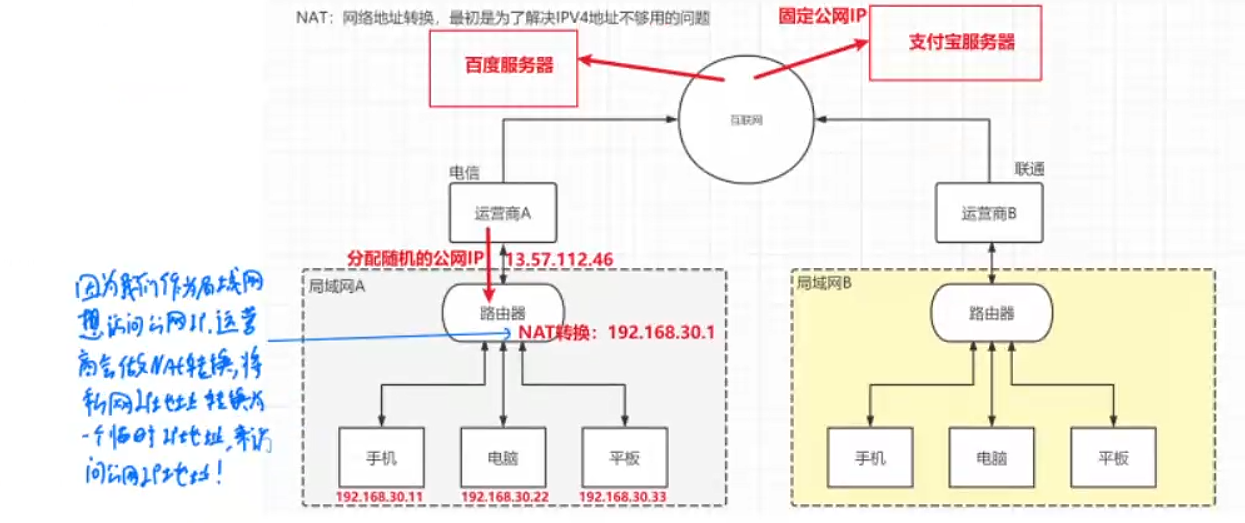 NAT：网络地址转换，最初是为了解决IPV4地址不够用的问题
固定公网IP
百度服务器
支付宝服务器
互联网
电信
联通
运营商A
运营商B
分配随机的公网IP
13.57.112.46
局域网A
局域网B
路由器
路由器
NAT转换：192.168.30.1
因为我们作为局域网
想访问公网IP，运营
商会做NAT转换，将
私网IP地址转换为
一个临时IP地址，来访
问公网IP地址！
手机
电脑
平板
手机
电脑
平板
192.168.30.11
192.168.30.22
192.168.30.33